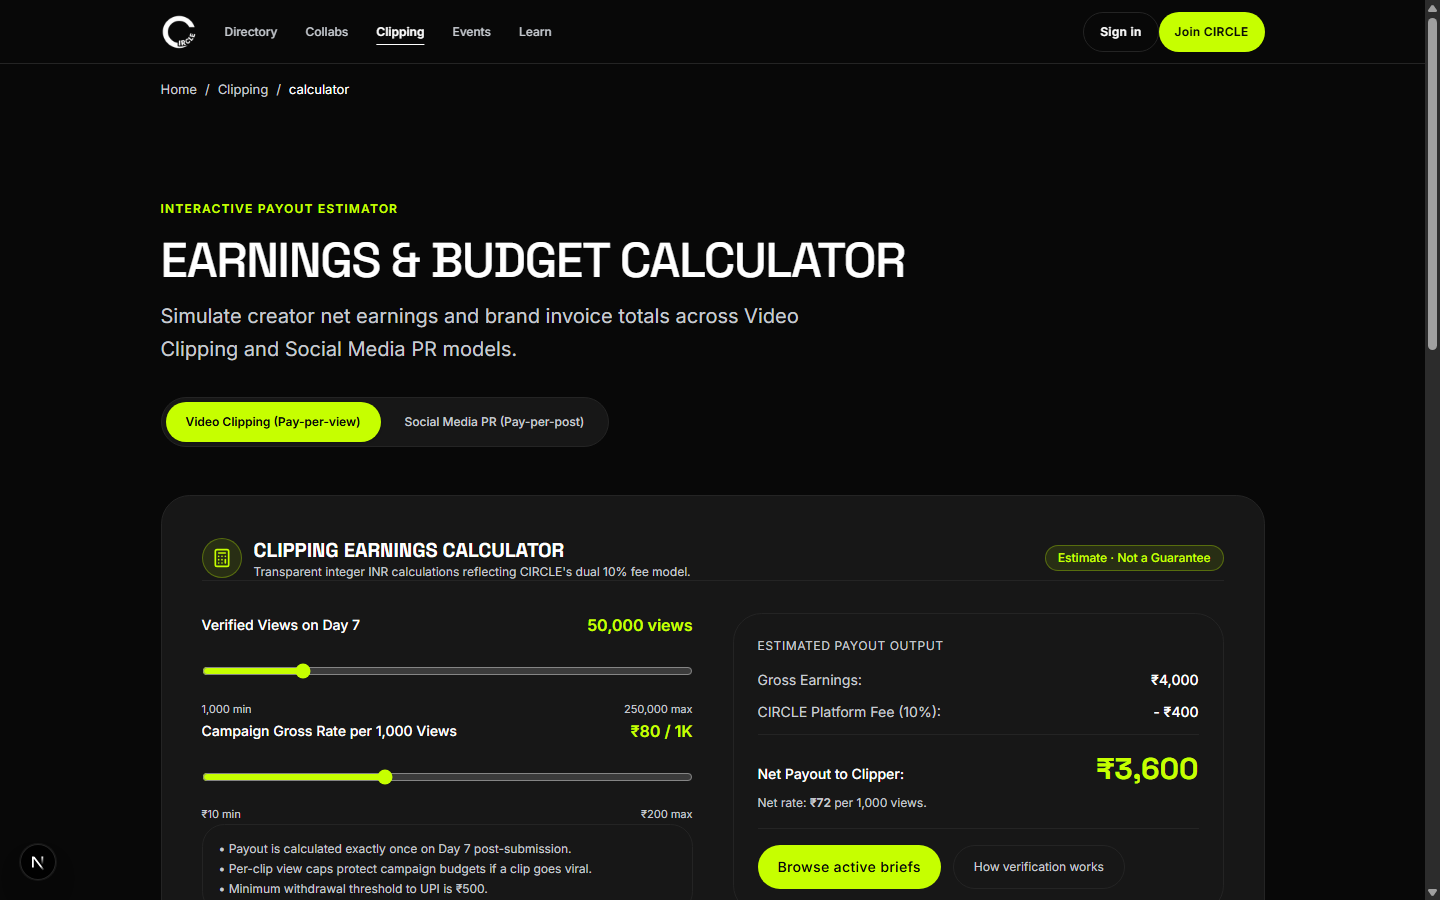 CIRCLE
Directory
Collabs
Clipping
Events
Learn
Sign in
Join CIRCLE
Home / Clipping / calculator
INTERACTIVE PAYOUT ESTIMATOR
EARNINGS & BUDGET CALCULATOR
Simulate creator net earnings and brand invoice totals across Video
Clipping and Social Media PR models.
Video Clipping (Pay-per-view)
Social Media PR (Pay-per-post)
CLIPPING EARNINGS CALCULATOR
Transparent integer INR calculations reflecting CIRCLE's dual 10% fee model.
Estimate · Not a Guarantee
Verified Views on Day 7
50,000 views
1,000 min
250,000 max
Campaign Gross Rate per 1,000 Views
₹80 / 1K
₹10 min
₹200 max
• Payout is calculated exactly once on Day 7 post-submission.
• Per-clip view caps protect campaign budgets if a clip goes viral.
• Minimum withdrawal threshold to UPI is ₹500.
ESTIMATED PAYOUT OUTPUT
Gross Earnings:
₹4,000
CIRCLE Platform Fee (10%):
- ₹400
Net Payout to Clipper:
₹3,600
Net rate: ₹72 per 1,000 views.
Browse active briefs
How verification works
N